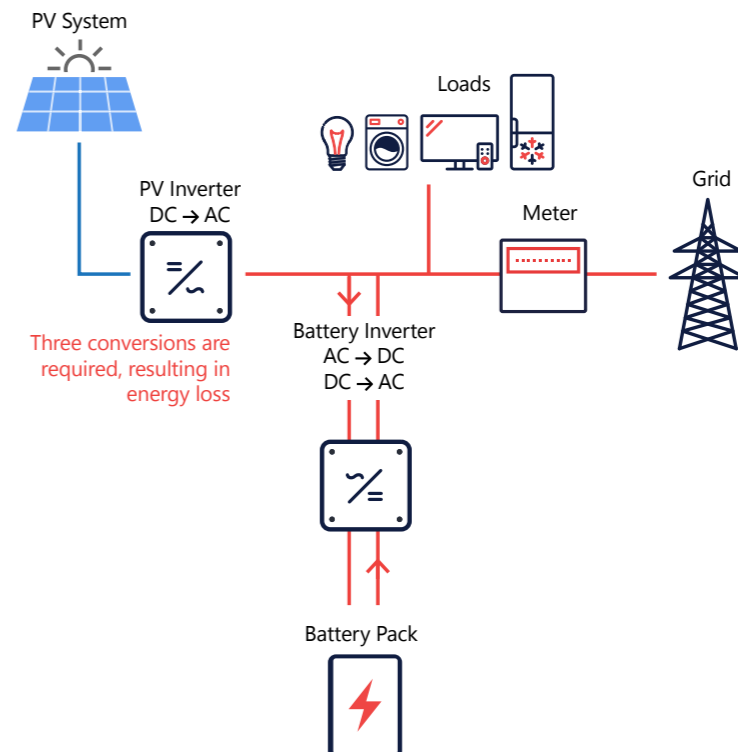 PV System
Loads
Grid
PV Inverter
DC → AC
Meter
Three conversions are
required, resulting in
energy loss
Battery Inverter
AC → DC
DC → AC
Battery Pack